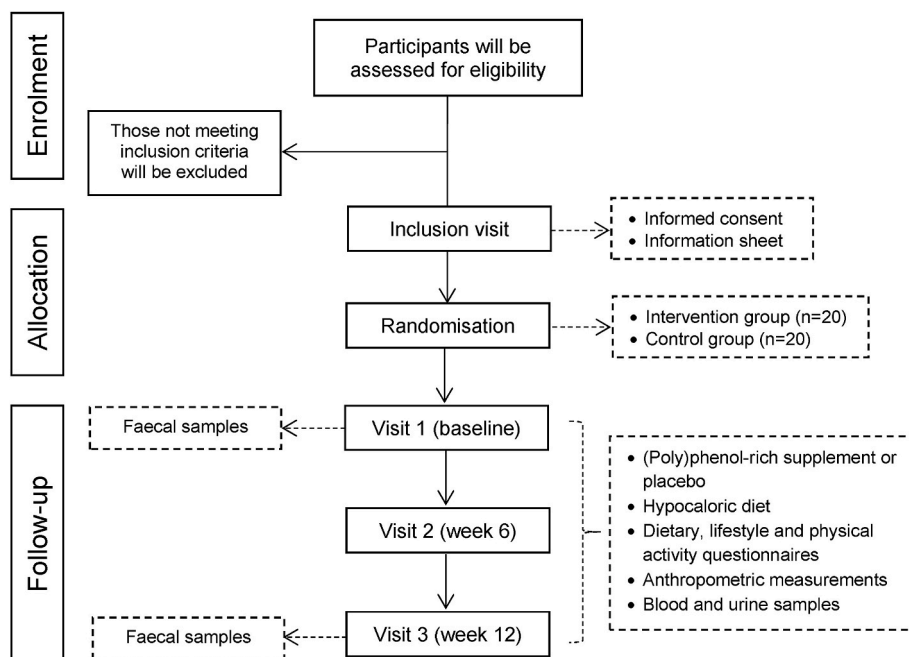 Enrolment
Participants will be
assessed for eligibility
Those not meeting
inclusion criteria
will be excluded
Allocation
Inclusion visit
• Informed consent
• Information sheet
Randomisation
• Intervention group (n=20)
• Control group (n=20)
Follow-up
Faecal samples
Visit 1 (baseline)
Visit 2 (week 6)
Faecal samples
Visit 3 (week 12)
• (Poly)phenol-rich supplement or
placebo
• Hypocaloric diet
• Dietary, lifestyle and physical
activity questionnaires
• Anthropometric measurements
• Blood and urine samples